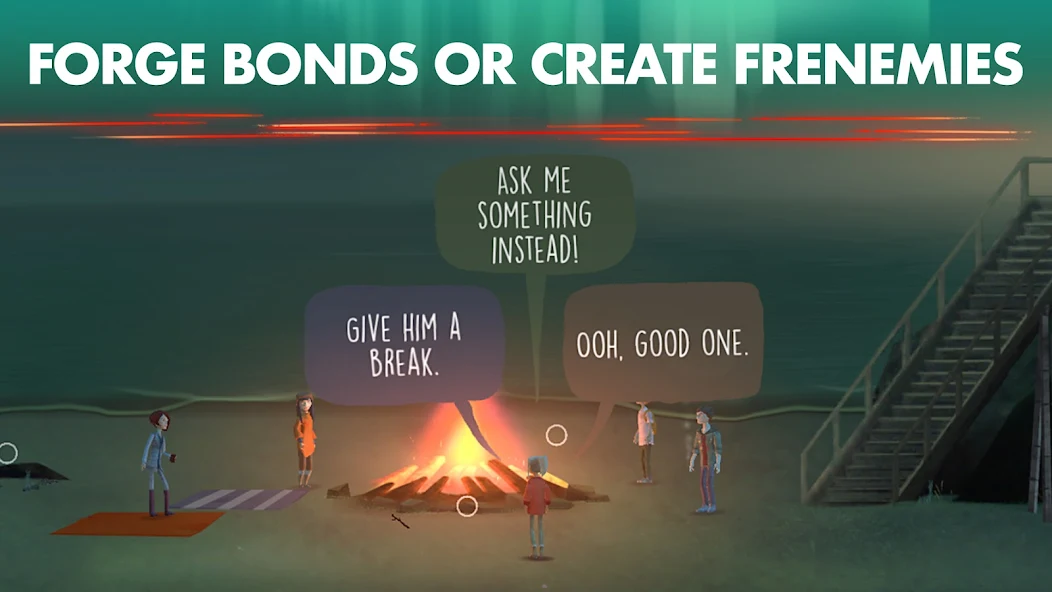 FORGE BONDS OR CREATE FRENEMIES
ASK ME
SOMETHING
INSTEAD!
GIVE HIM A
BREAK.
OOH, GOOD ONE.